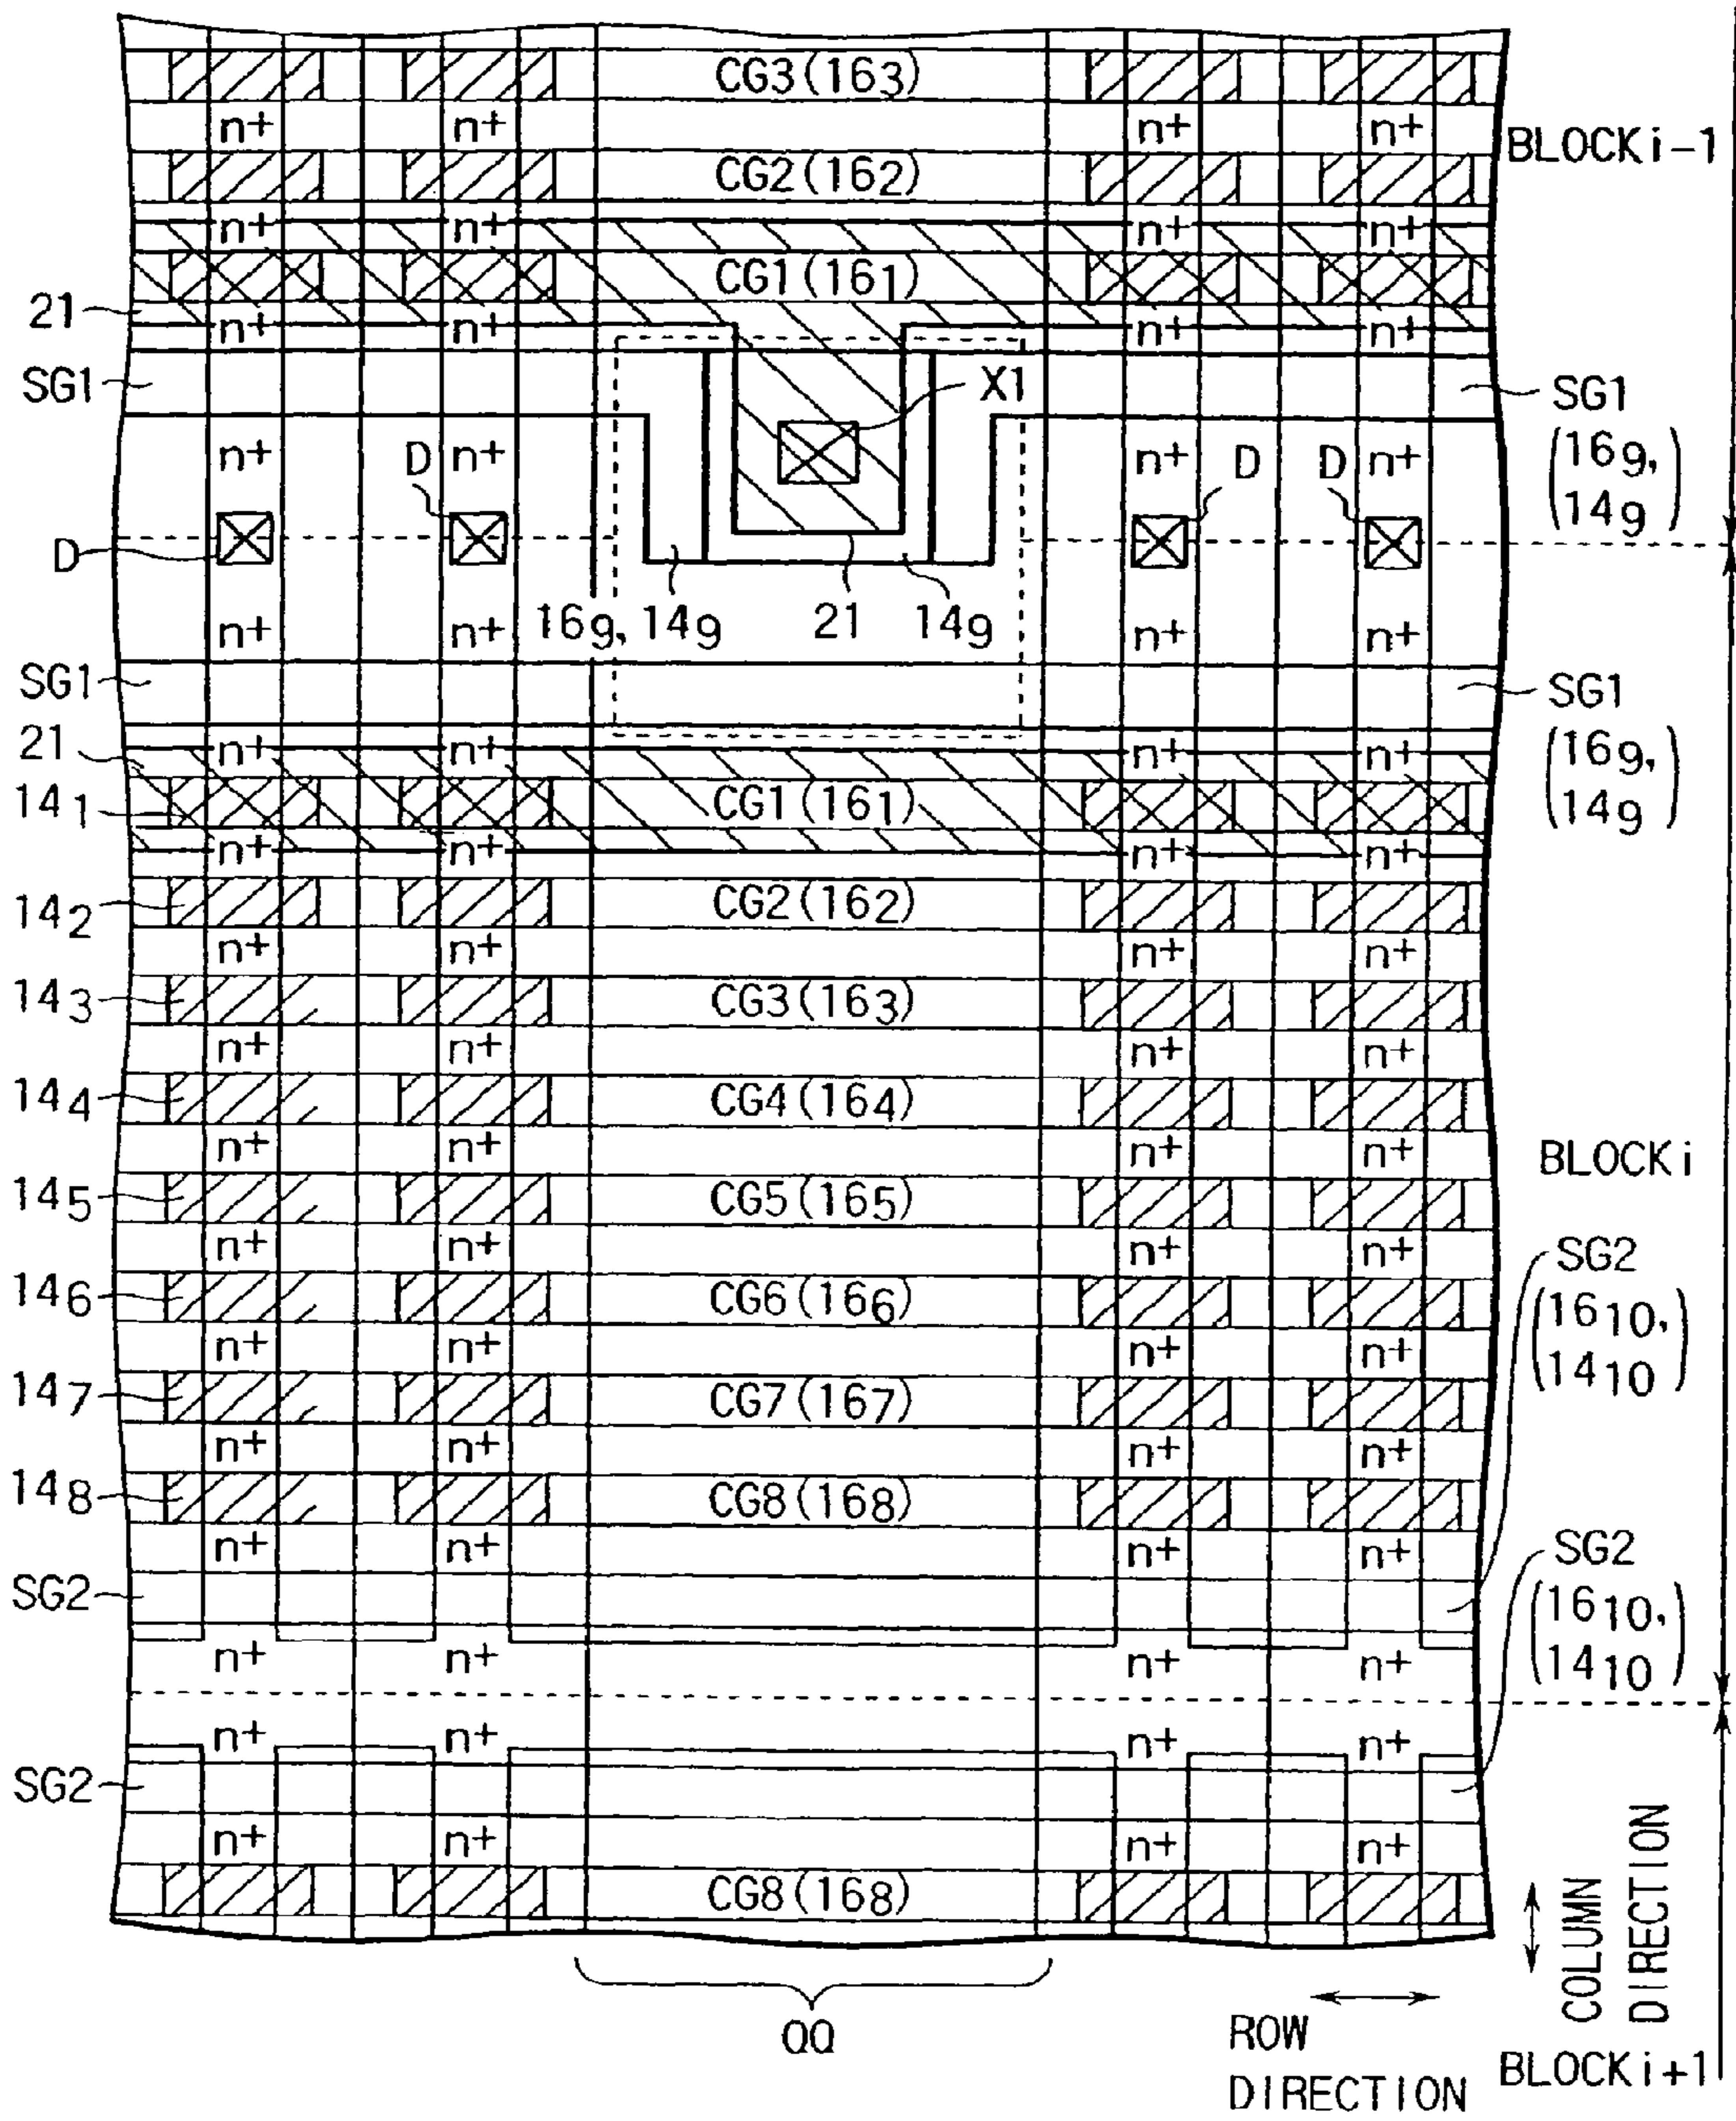 CG3(16₃)
n+ n+ n+ n+
BLOCKi-1
CG2(16₂)
n+ n+ n+ n+
CG1(16₁)
21
n+ n+ n+ n+
SG1 X1 SG1
(16₉,
14₉)
n+ D n+ n+ D D n+
D
n+ n+ 16₉, 14₉ 21 14₉ n+ n+
SG1 SG1
(16₉,
14₉)
21 n+ n+ n+ n+
14₁ CG1(16₁)
n+ n+ n+ n+
14₂ CG2(16₂)
n+ n+ n+ n+
14₃ CG3(16₃)
n+ n+ n+ n+
14₄ CG4(16₄)
n+ n+ n+ n+
BLOCKi
14₅ CG5(16₅)
n+ n+ n+ n+
SG2
(16₁₀,
14₁₀)
14₆ CG6(16₆)
n+ n+ n+ n+
14₇ CG7(16₇)
n+ n+ n+ n+
14₈ CG8(16₈)
n+ n+ n+ n+
SG2 SG2
(16₁₀,
14₁₀)
n+ n+ n+ n+
n+ n+ n+ n+
SG2
n+ n+ n+ n+
CG8(16₈)
COLUMN
DIRECTION
QQ
ROW
DIRECTION
BLOCKi+1